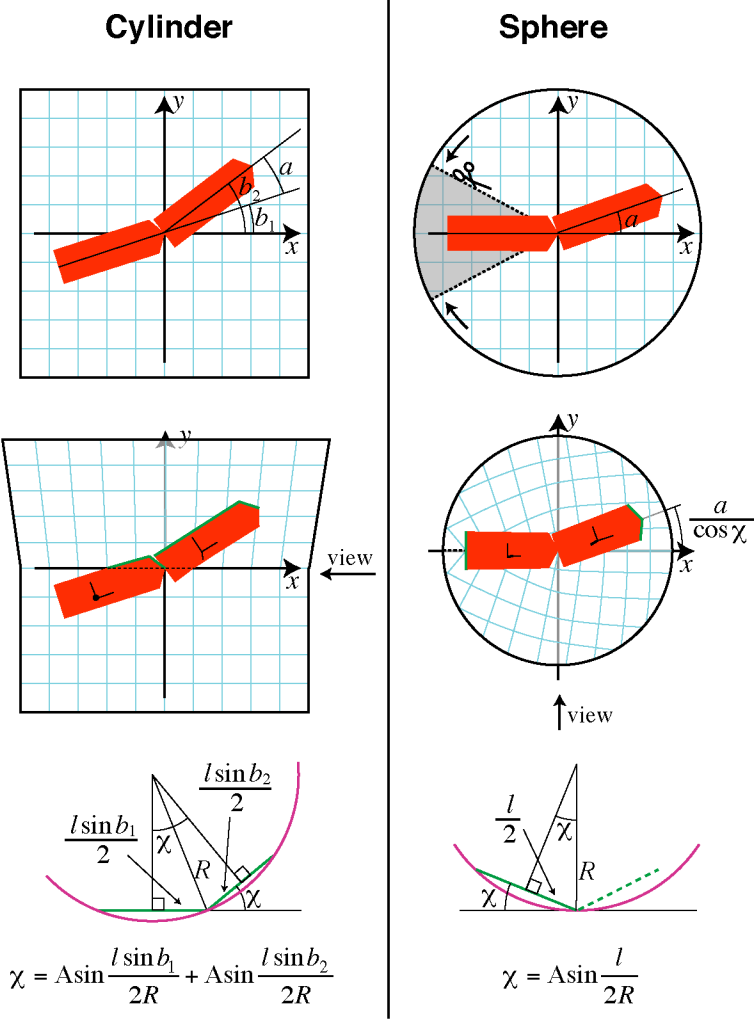 Cylinder
Sphere
y
a
b₂
b₁
x
y
a
x
y
x
view
y
a
cos χ
x
view
l sin b₂
2
l sin b₁
2
χ
R
χ
l
2
χ
R
χ
χ = Asin l sin b₁ / 2R + Asin l sin b₂ / 2R
χ = Asin l / 2R